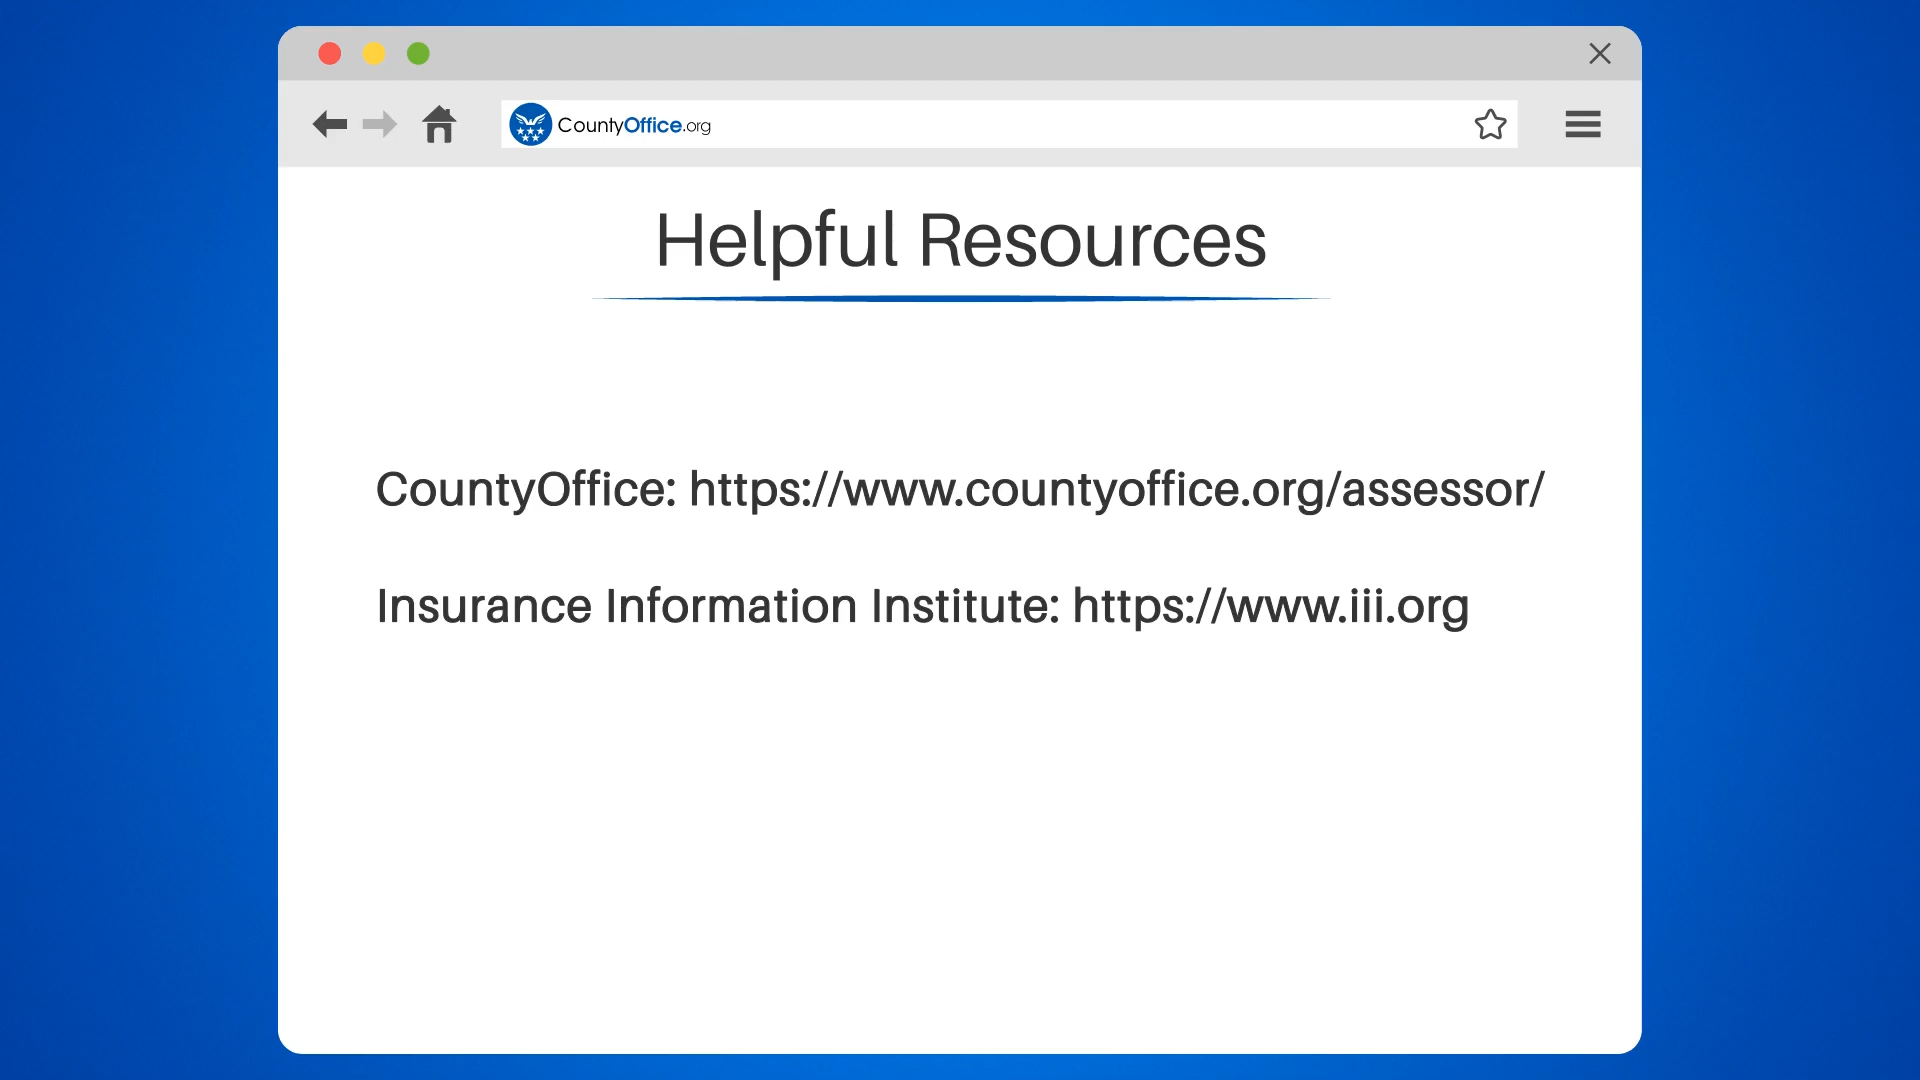 CountyOffice.org
Helpful Resources
CountyOffice: https://www.countyoffice.org/assessor/
Insurance Information Institute: https://www.iii.org